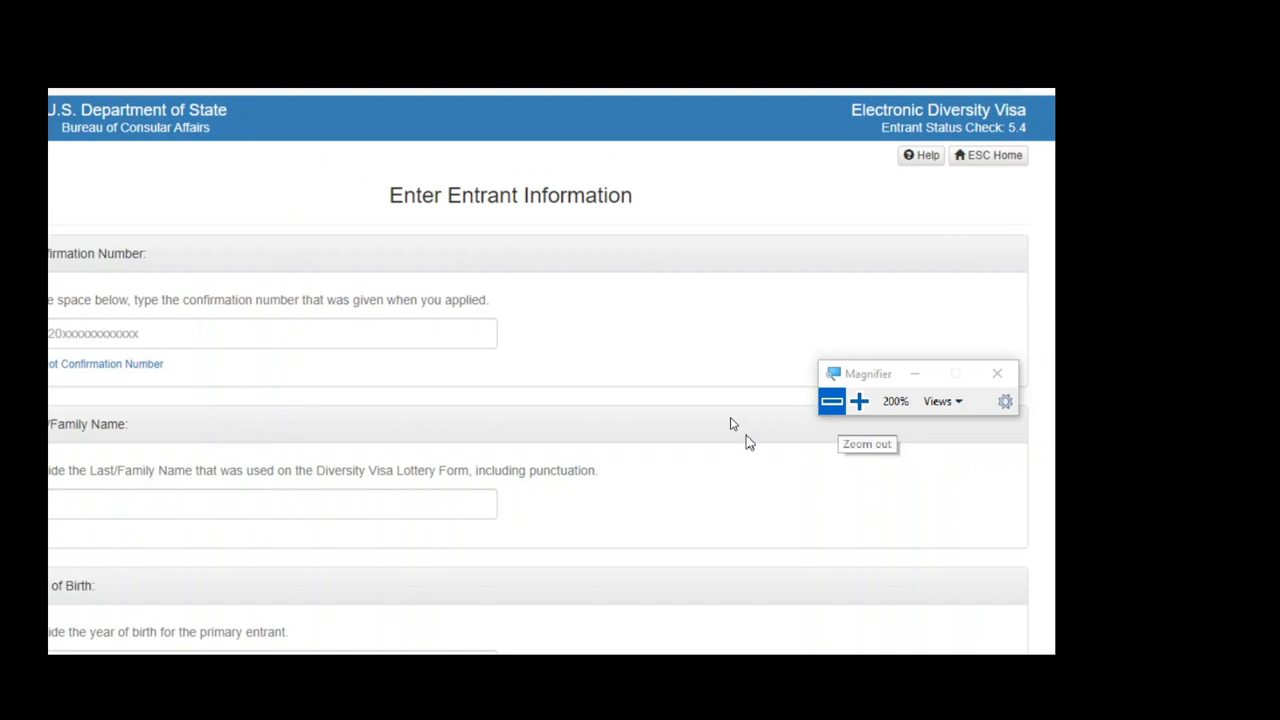 U.S. Department of State
Bureau of Consular Affairs
Electronic Diversity Visa
Entrant Status Check: 5.4
Help
ESC Home
Enter Entrant Information
firmation Number:
e space below, type the confirmation number that was given when you applied.
20xxxxxxxxxxxx
ot Confirmation Number
Magnifier
200%
Views
Zoom out
/Family Name:
ide the Last/Family Name that was used on the Diversity Visa Lottery Form, including punctuation.
of Birth:
ide the year of birth for the primary entrant.